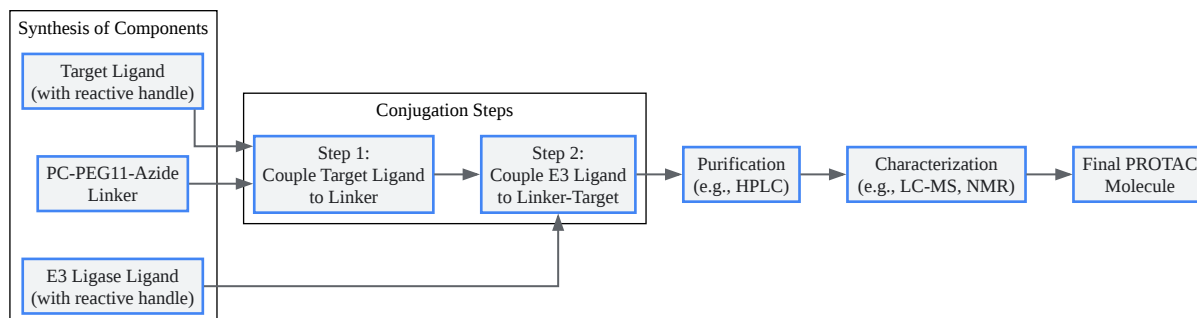 Synthesis of Components
Target Ligand
(with reactive handle)
PC-PEG11-Azide
Linker
E3 Ligase Ligand
(with reactive handle)
Conjugation Steps
Step 1:
Couple Target Ligand
to Linker
Step 2:
Couple E3 Ligand
to Linker-Target
Purification
(e.g., HPLC)
Characterization
(e.g., LC-MS, NMR)
Final PROTAC
Molecule